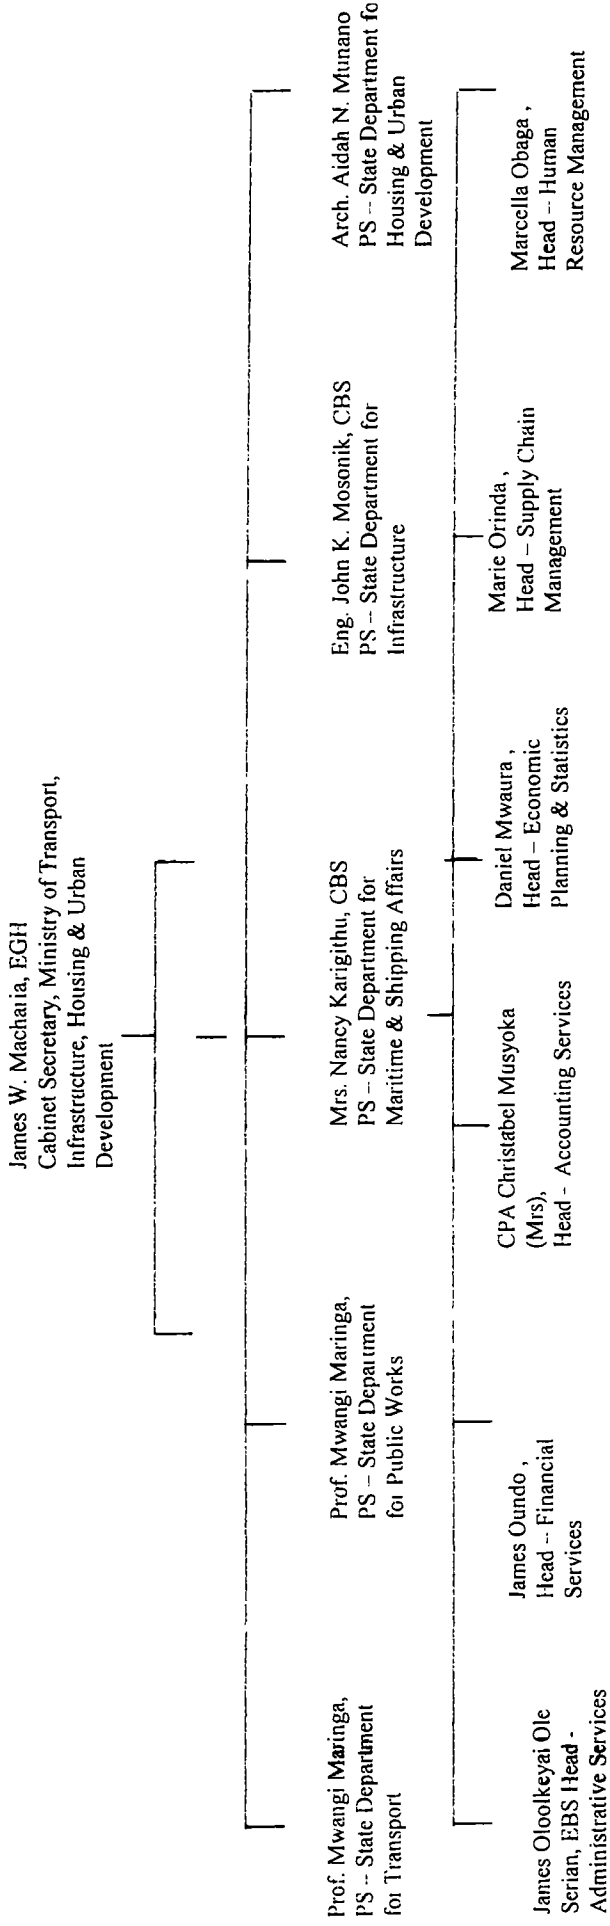 James W. Macharia, EGH
Cabinet Secretary, Ministry of Transport,
Infrastructure, Housing & Urban
Development
Prof. Mwangi Maringa,
PS – State Department
for Transport
Prof. Mwangi Maringa,
PS – State Department
for Public Works
Mrs. Nancy Karigithu, CBS
PS – State Department for
Maritime & Shipping Affairs
Eng. John K. Mosonik, CBS
PS – State Department for
Infrastructure
Arch. Aidah N. Munano
PS – State Department fo
Housing & Urban
Development
James Oloolkeyai Ole
Serian, EBS Head -
Administrative Services
James Oundo ,
Head – Financial
Services
CPA Christabel Musyoka
(Mrs),
Head - Accounting Services
Daniel Mwaura ,
Head – Economic
Planning & Statistics
Marie Orinda ,
Head – Supply Chain
Management
Marcella Obaga ,
Head – Human
Resource Management